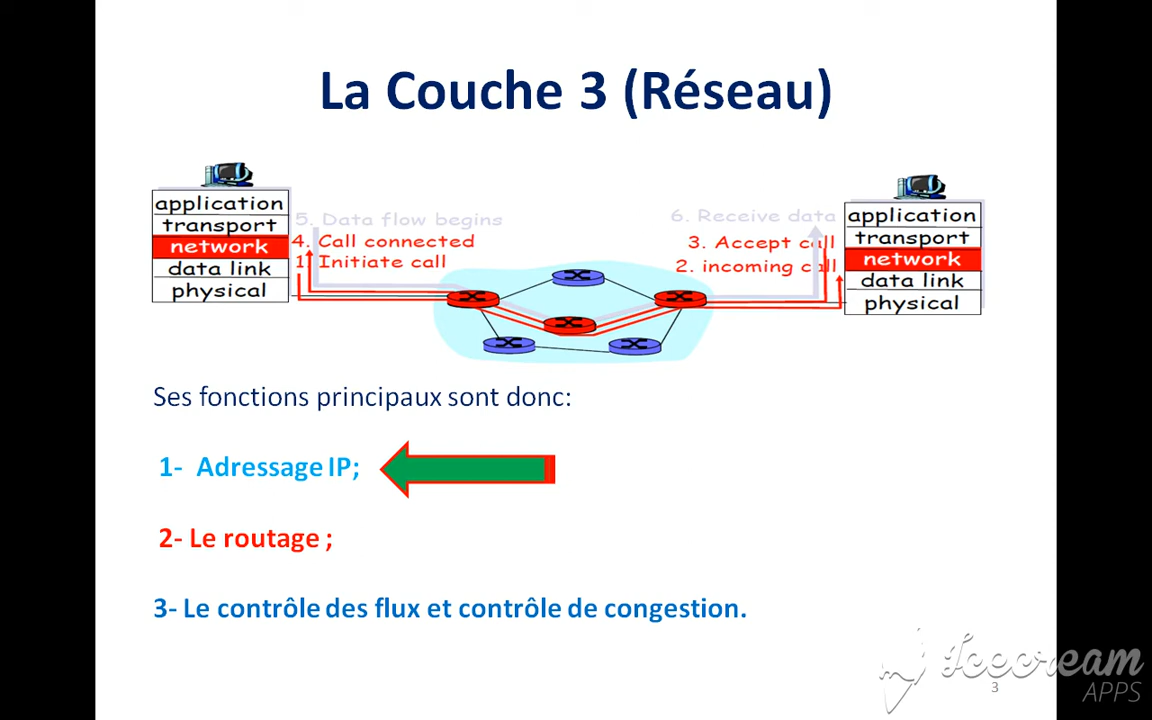 La Couche 3 (Réseau)
application
transport
network
data link
physical
5. Data flow begins
4. Call connected
1. Initiate call
6. Receive data
3. Accept call
2. incoming call
application
transport
network
data link
physical
Ses fonctions principaux sont donc:
1- Adressage IP;
2- Le routage ;
3- Le contrôle des flux et contrôle de congestion.
Icecream
APPS
3